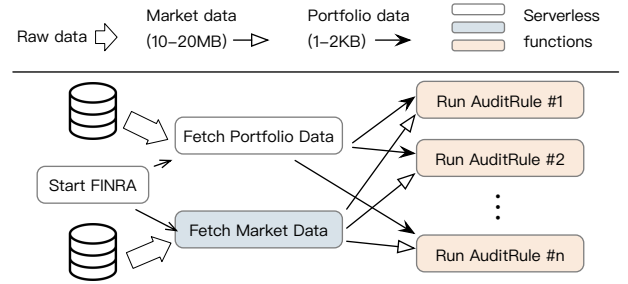 Raw data
Market data
(10–20MB)
Portfolio data
(1–2KB)
Serverless
functions
Run AuditRule #1
Fetch Portfolio Data
Run AuditRule #2
Start FINRA
Fetch Market Data
Run AuditRule #n